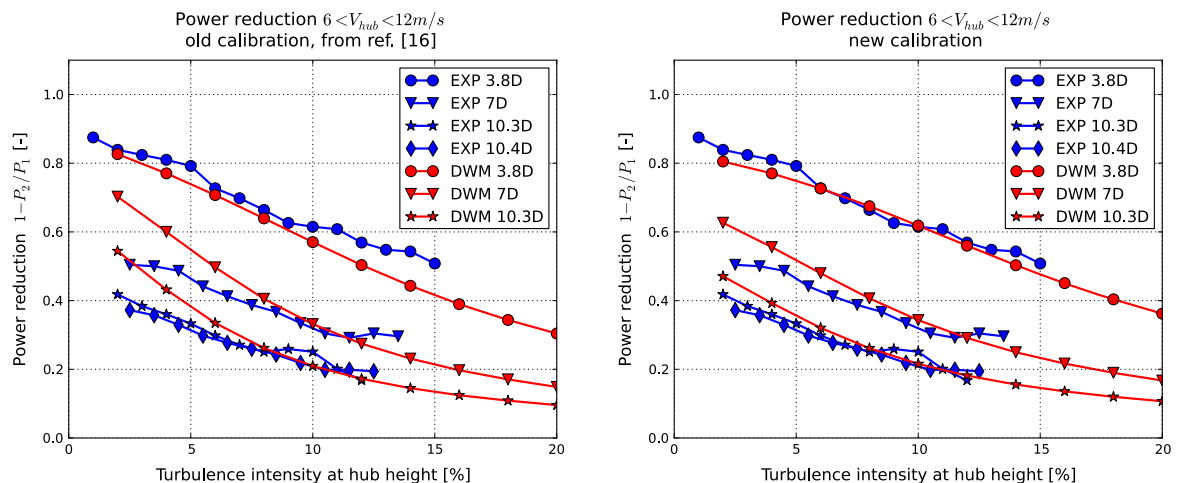 Power reduction 6<V_hub<12m/s
old calibration, from ref. [16]
Power reduction 1−P_2/P_1 [-]
1.0
0.8
0.6
0.4
0.2
0.0
EXP 3.8D
EXP 7D
EXP 10.3D
EXP 10.4D
DWM 3.8D
DWM 7D
DWM 10.3D
0 5 10 15 20
Turbulence intensity at hub height [%]
Power reduction 6<V_hub<12m/s
new calibration
Power reduction 1−P_2/P_1 [-]
1.0
0.8
0.6
0.4
0.2
0.0
EXP 3.8D
EXP 7D
EXP 10.3D
EXP 10.4D
DWM 3.8D
DWM 7D
DWM 10.3D
0 5 10 15 20
Turbulence intensity at hub height [%]